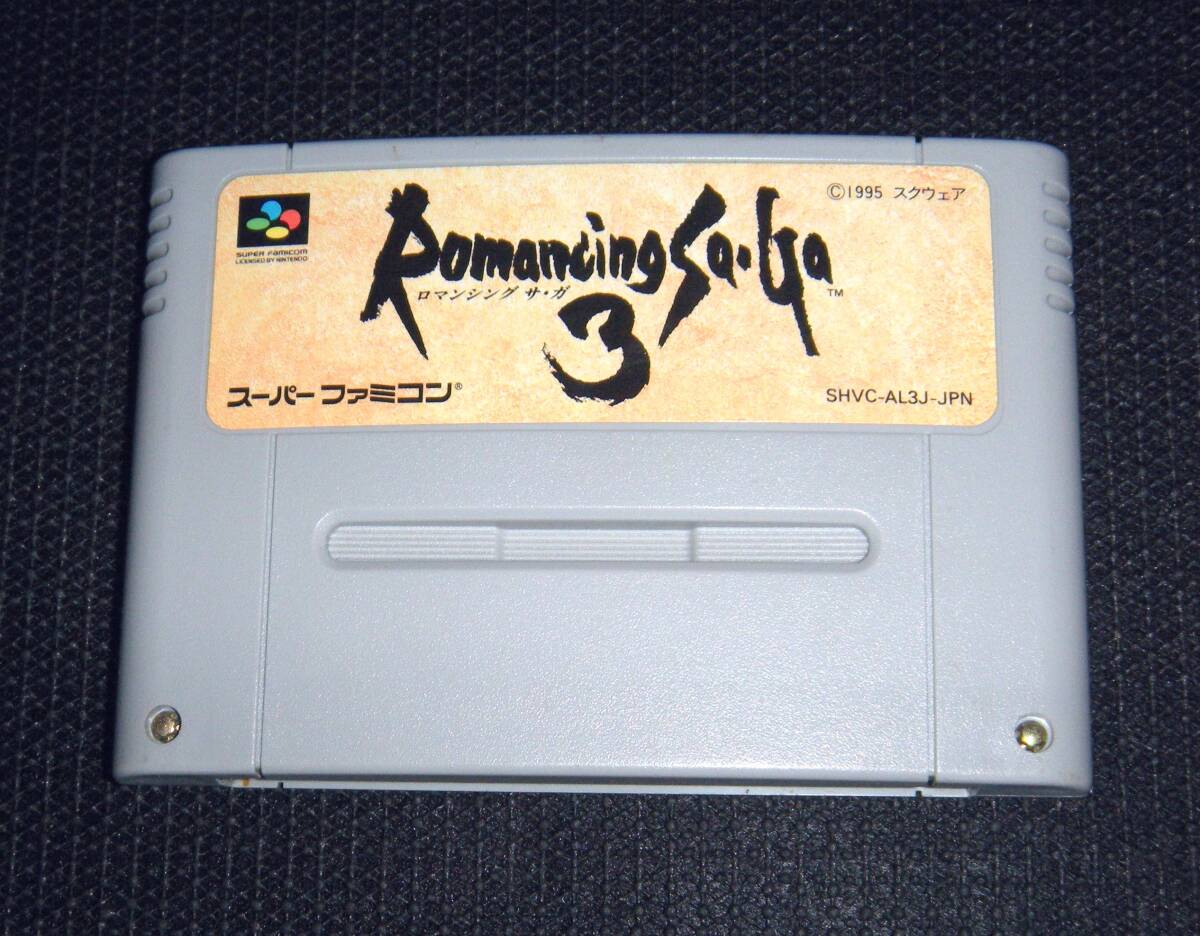 SUPER FAMICOM
LICENSED BY NINTENDO
©1995 スクウェア
Romancing Sa・Ga
TM
ロマンシング サ・ガ
3
スーパーファミコン®
SHVC-AL3J-JPN